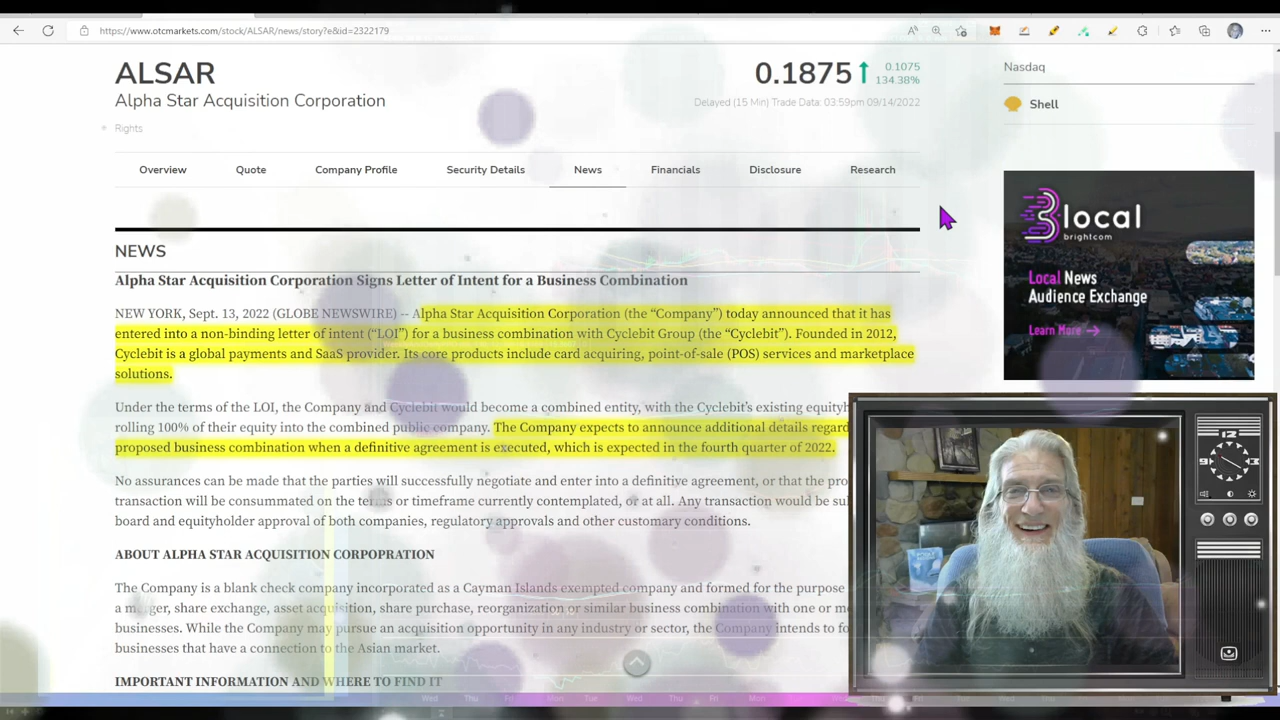 https://www.otcmarkets.com/stock/ALSAR/news/story?e&id=2322179
ALSAR
Alpha Star Acquisition Corporation
Rights
0.1875
0.1075
134.38%
Delayed (15 Min) Trade Data: 03:59pm 09/14/2022
Nasdaq
Shell
Overview
Quote
Company Profile
Security Details
News
Financials
Disclosure
Research
NEWS
Alpha Star Acquisition Corporation Signs Letter of Intent for a Business Combination
NEW YORK, Sept. 13, 2022 (GLOBE NEWSWIRE) -- Alpha Star Acquisition Corporation (the “Company”) today announced that it has
entered into a non-binding letter of intent (“LOI”) for a business combination with Cyclebit Group (the “Cyclebit”). Founded in 2012,
Cyclebit is a global payments and SaaS provider. Its core products include card acquiring, point-of-sale (POS) services and marketplace
solutions.
Under the terms of the LOI, the Company and Cyclebit would become a combined entity, with the Cyclebit’s existing equityh
rolling 100% of their equity into the combined public company. The Company expects to announce additional details regard
proposed business combination when a definitive agreement is executed, which is expected in the fourth quarter of 2022.
No assurances can be made that the parties will successfully negotiate and enter into a definitive agreement, or that the pro
transaction will be consummated on the terms or timeframe currently contemplated, or at all. Any transaction would be su
board and equityholder approval of both companies, regulatory approvals and other customary conditions.
ABOUT ALPHA STAR ACQUISITION CORPOPRATION
The Company is a blank check company incorporated as a Cayman Islands exempted company and formed for the purpose
a merger, share exchange, asset acquisition, share purchase, reorganization or similar business combination with one or mo
businesses. While the Company may pursue an acquisition opportunity in any industry or sector, the Company intends to fo
businesses that have a connection to the Asian market.
IMPORTANT INFORMATION AND WHERE TO FIND IT
local
brightcom
Local News
Audience Exchange
Learn More
12
9
3
Wed
Thu
Fri
Mon
Tue
Wed
Thu
Fri
Mon